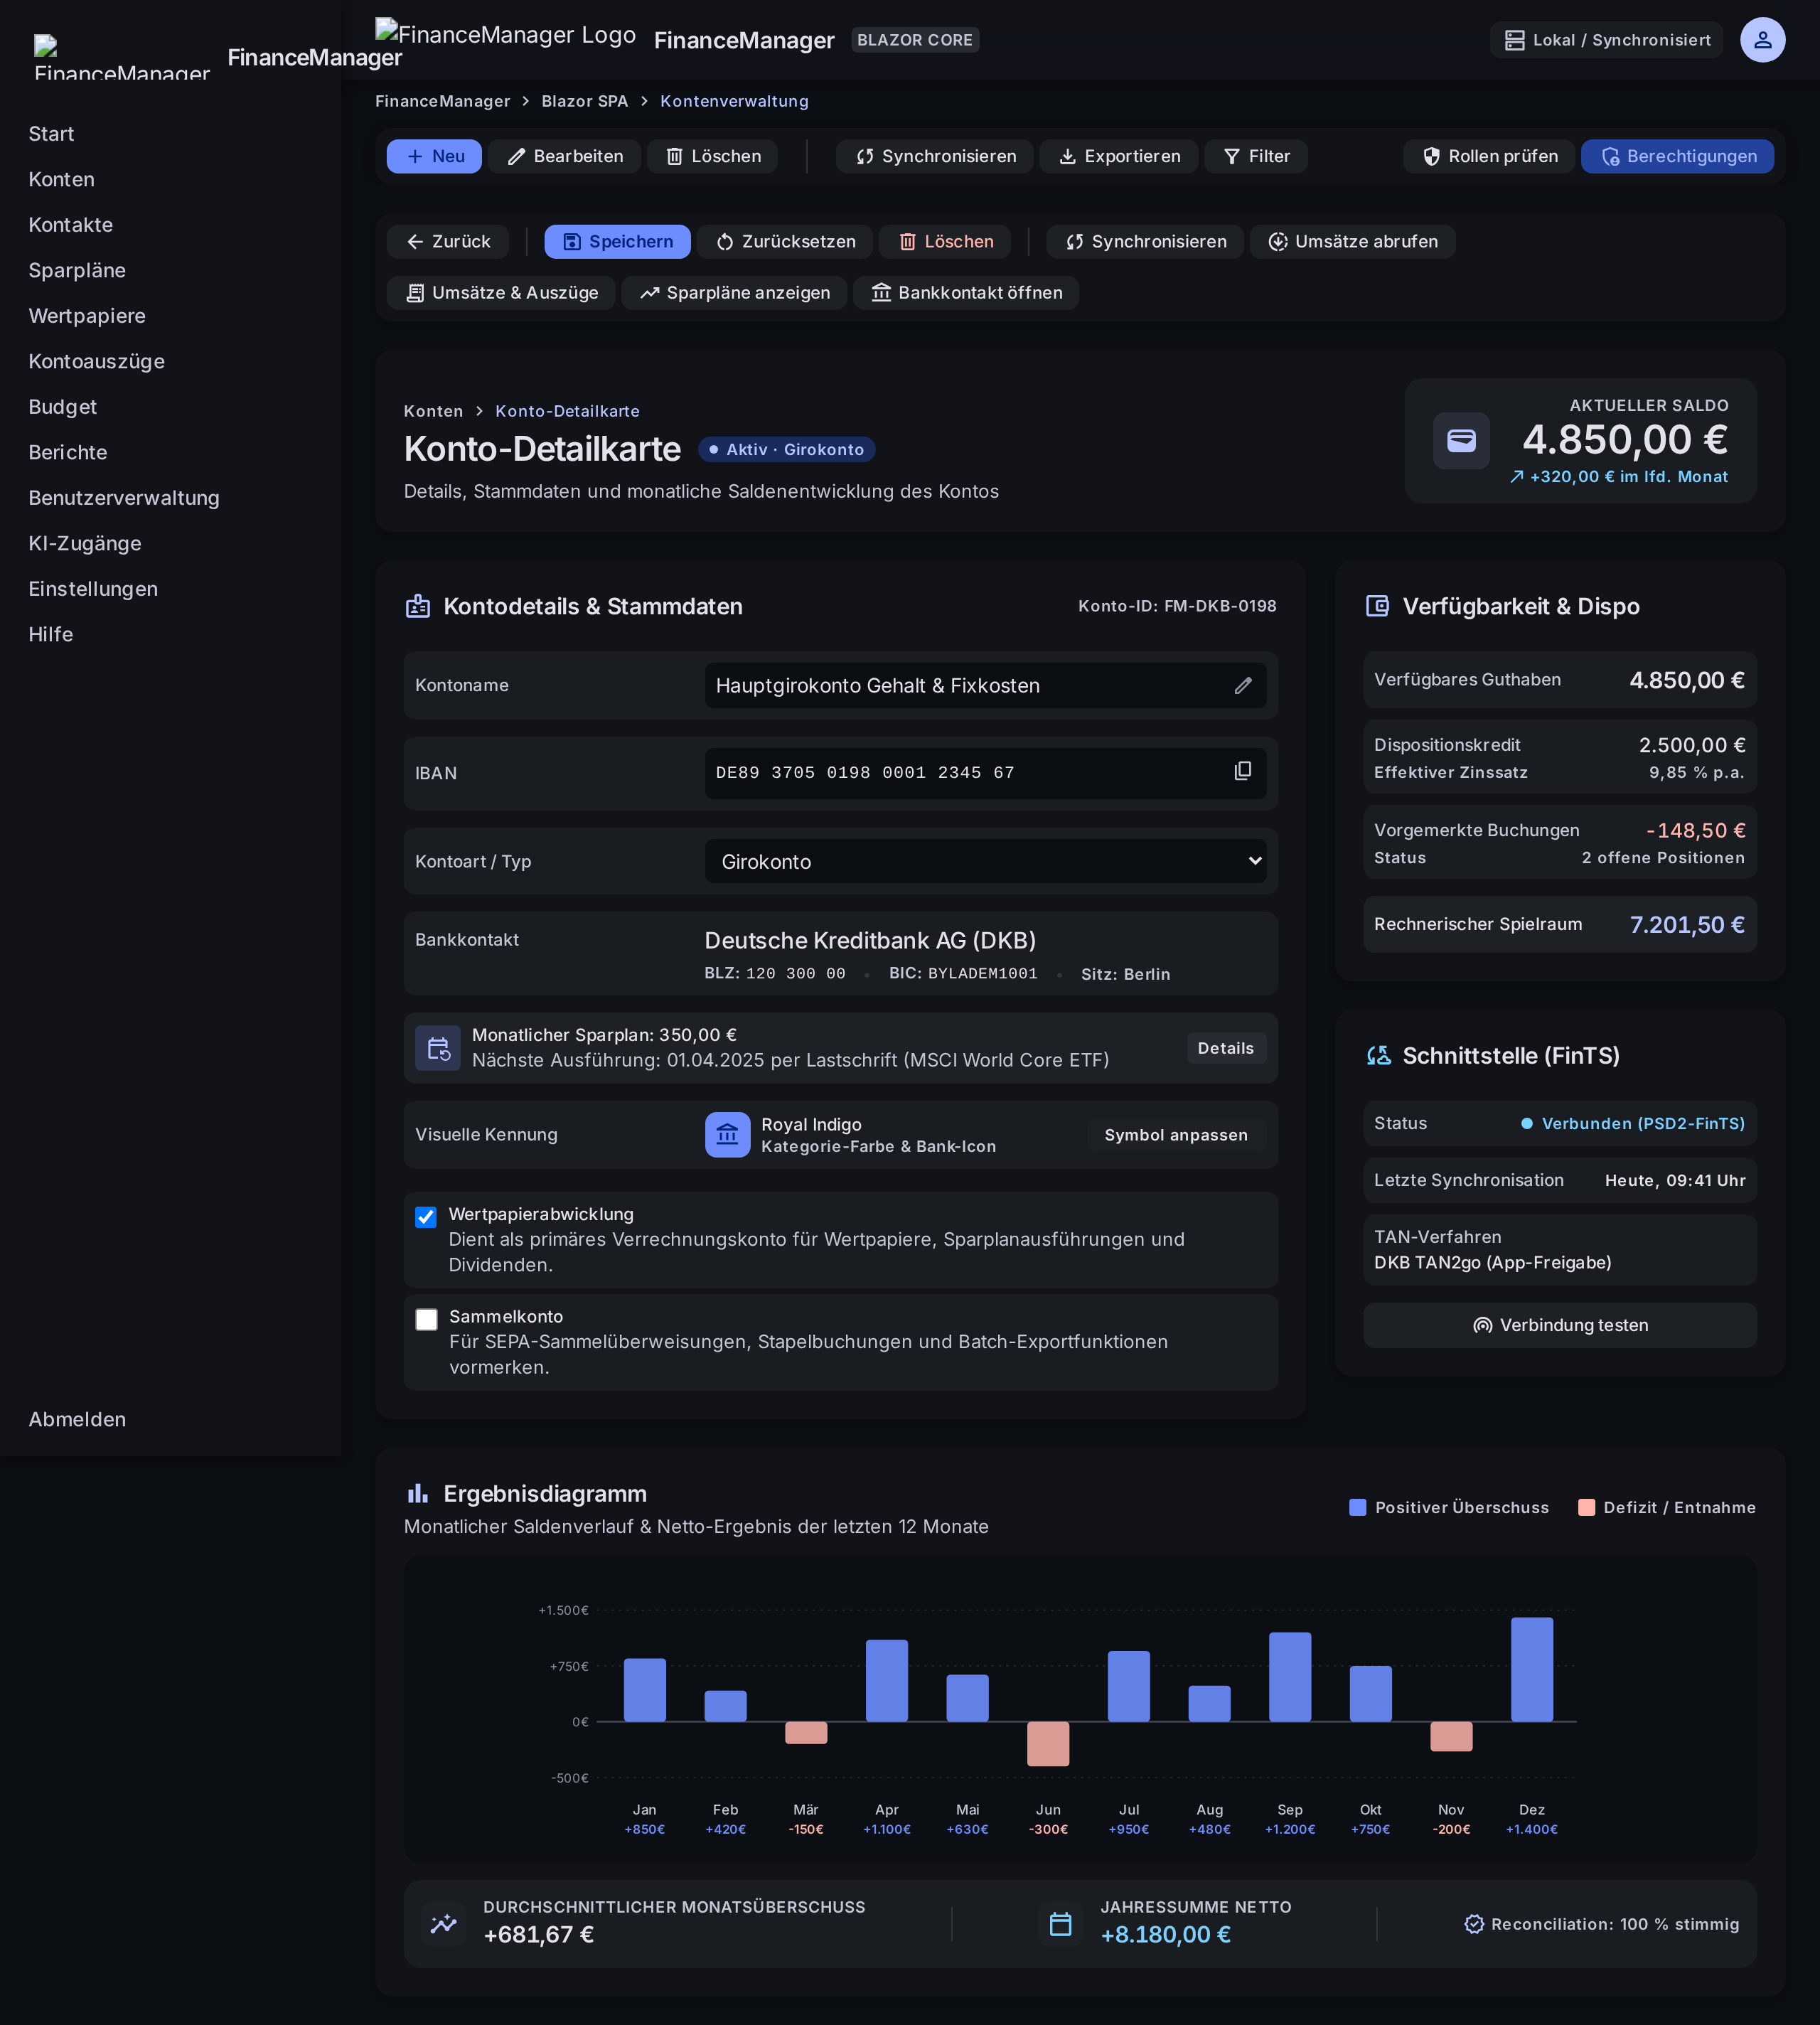 FinanceManager
FinanceManager
Start
Konten
Kontakte
Sparpläne
Wertpapiere
Kontoauszüge
Budget
Berichte
Benutzerverwaltung
KI-Zugänge
Einstellungen
Hilfe
Abmelden
FinanceManager Logo
FinanceManager
BLAZOR CORE
Lokal / Synchronisiert
FinanceManager > Blazor SPA > Kontenverwaltung
Neu
Bearbeiten
Löschen
Synchronisieren
Exportieren
Filter
Rollen prüfen
Berechtigungen
Zurück
Speichern
Zurücksetzen
Löschen
Synchronisieren
Umsätze abrufen
Umsätze & Auszüge
Sparpläne anzeigen
Bankkontakt öffnen
Konten > Konto-Detailkarte
Konto-Detailkarte
Aktiv · Girokonto
Details, Stammdaten und monatliche Saldenentwicklung des Kontos
AKTUELLER SALDO
4.850,00 €
+320,00 € im lfd. Monat
Kontodetails & Stammdaten
Konto-ID: FM-DKB-0198
Kontoname
Hauptgirokonto Gehalt & Fixkosten
IBAN
DE89 3705 0198 0001 2345 67
Kontoart / Typ
Girokonto
Bankkontakt
Deutsche Kreditbank AG (DKB)
BLZ: 120 300 00 • BIC: BYLADEM1001 • Sitz: Berlin
Monatlicher Sparplan: 350,00 €
Nächste Ausführung: 01.04.2025 per Lastschrift (MSCI World Core ETF)
Details
Visuelle Kennung
Royal Indigo
Kategorie-Farbe & Bank-Icon
Symbol anpassen
Wertpapierabwicklung
Dient als primäres Verrechnungskonto für Wertpapiere, Sparplanausführungen und
Dividenden.
Sammelkonto
Für SEPA-Sammelüberweisungen, Stapelbuchungen und Batch-Exportfunktionen
vormerken.
Verfügbarkeit & Dispo
Verfügbares Guthaben 4.850,00 €
Dispositionskredit 2.500,00 €
Effektiver Zinssatz 9,85 % p.a.
Vorgemerkte Buchungen -148,50 €
Status 2 offene Positionen
Rechnerischer Spielraum 7.201,50 €
Schnittstelle (FinTS)
Status Verbunden (PSD2-FinTS)
Letzte Synchronisation Heute, 09:41 Uhr
TAN-Verfahren
DKB TAN2go (App-Freigabe)
Verbindung testen
Ergebnisdiagramm
Monatlicher Saldenverlauf & Netto-Ergebnis der letzten 12 Monate
Positiver Überschuss
Defizit / Entnahme
+1.500€
+750€
0€
-500€
Jan Feb Mär Apr Mai Jun Jul Aug Sep Okt Nov Dez
+850€ +420€ -150€ +1.100€ +630€ -300€ +950€ +480€ +1.200€ +750€ -200€ +1.400€
DURCHSCHNITTLICHER MONATSÜBERSCHUSS
+681,67 €
JAHRESSUMME NETTO
+8.180,00 €
Reconciliation: 100 % stimmig